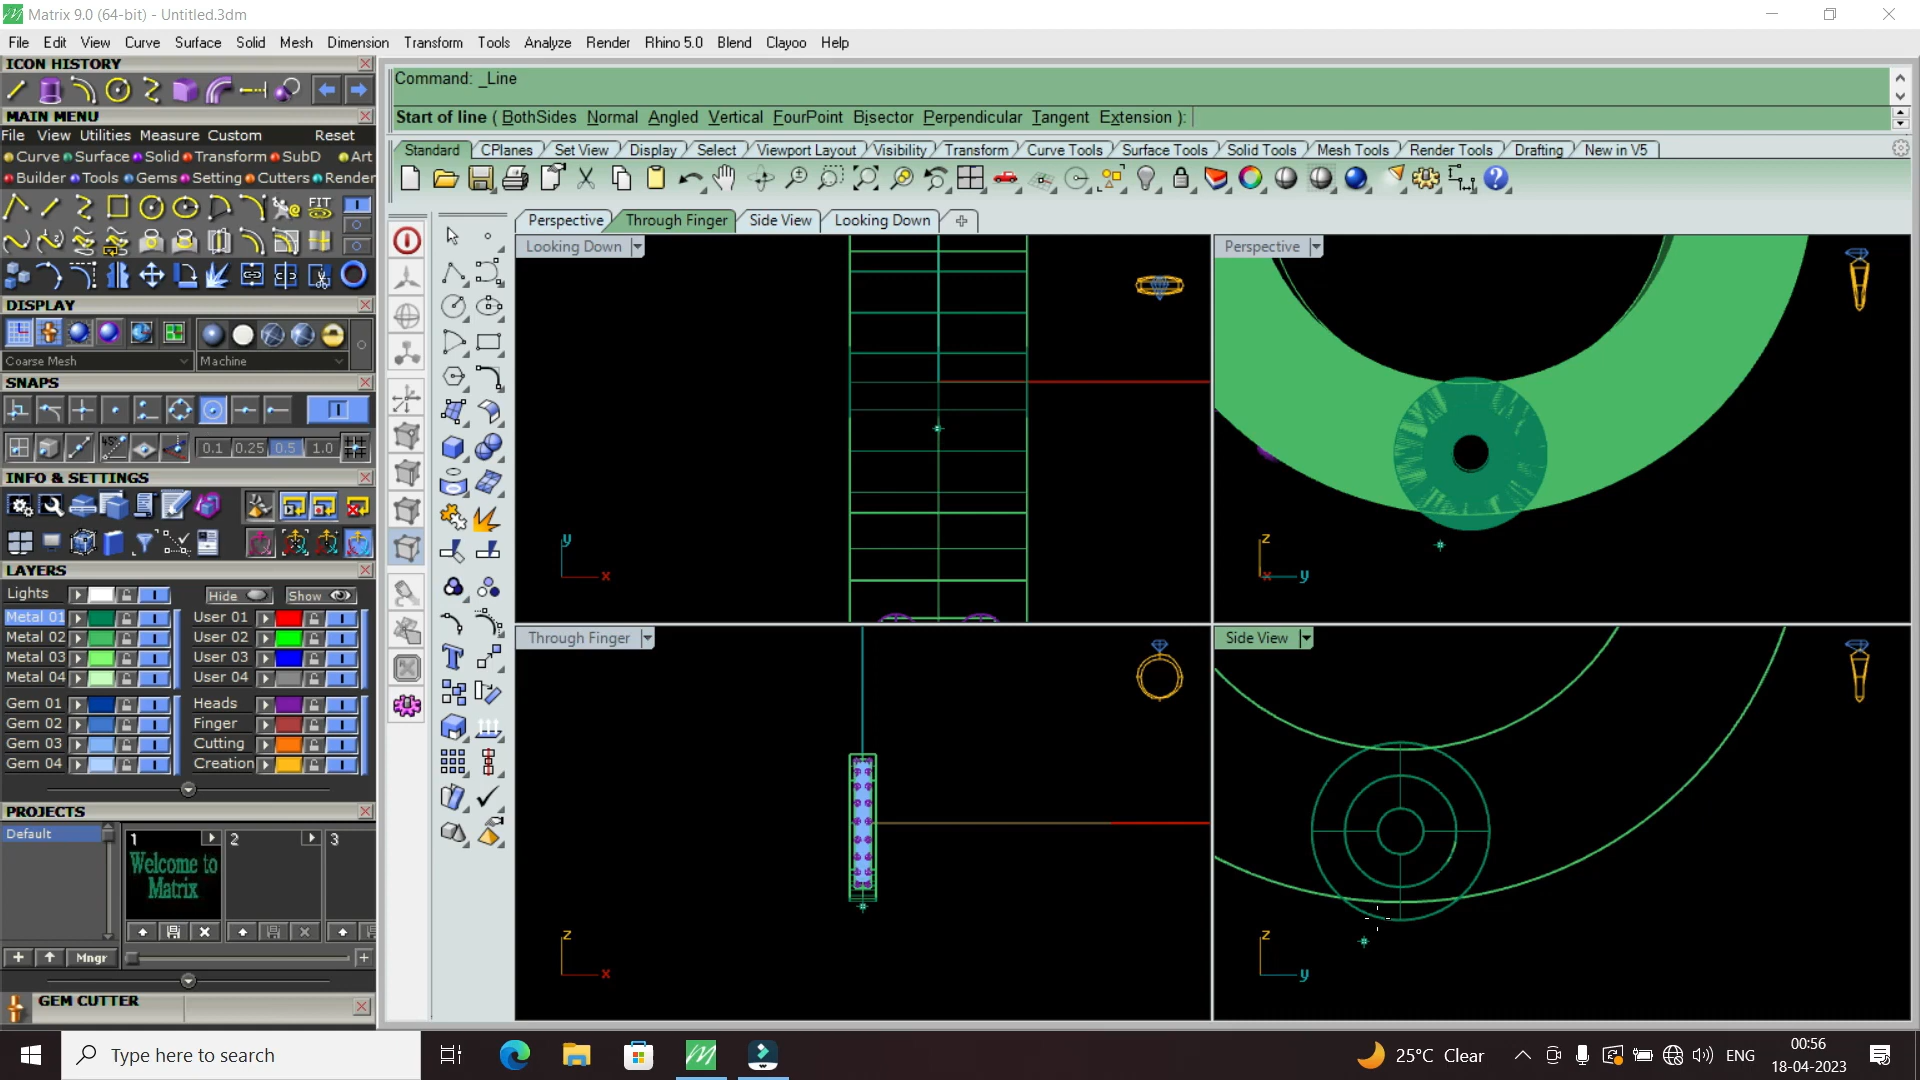 Matrix 9.0 (64-bit) - Untitled.3dm
File Edit View Curve Surface Solid Mesh Dimension Transform Tools Analyze Render Rhino 5.0 Blend Clayoo Help
ICON HISTORY
Command: _Line
Start of line ( BothSides Normal Angled Vertical FourPoint Bisector Perpendicular Tangent Extension ):
MAIN MENU
File View Utilities Measure Custom Reset
Curve Surface Solid Transform SubD Art
Builder Tools Gems Setting Cutters Render
Standard CPlanes Set View Display Select Viewport Layout Visibility Transform Curve Tools Surface Tools Solid Tools Mesh Tools Render Tools Drafting New in V5
FIT
Perspective Through Finger Side View Looking Down
Looking Down
Perspective
DISPLAY
Coarse Mesh Machine
SNAPS
0.1 0.25 0.5 1.0
INFO & SETTINGS
y
x
z
x y
LAYERS
Lights Hide Show
Metal 01 User 01
Metal 02 User 02
Metal 03 User 03
Metal 04 User 04
Gem 01 Heads
Gem 02 Finger
Gem 03 Cutting
Gem 04 Creation
Through Finger
Side View
z
x
z
y
PROJECTS
Default
1 2 3
Welcome to
Matrix
Mngr
GEM CUTTER
Type here to search
25°C Clear
ENG
00:56
18-04-2023